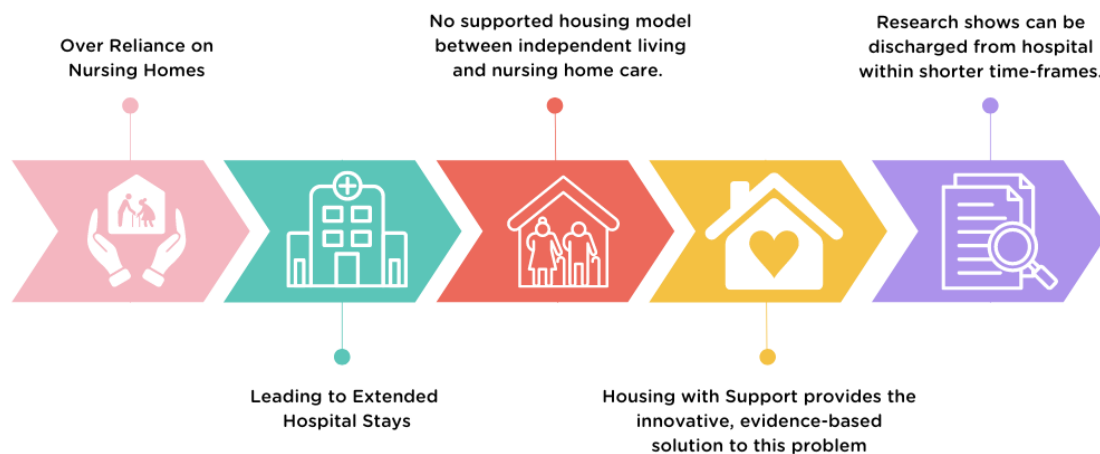 Over Reliance on
Nursing Homes
Leading to Extended
Hospital Stays
No supported housing model
between independent living
and nursing home care.
Housing with Support provides the
innovative, evidence-based
solution to this problem
Research shows can be
discharged from hospital
within shorter time-frames.